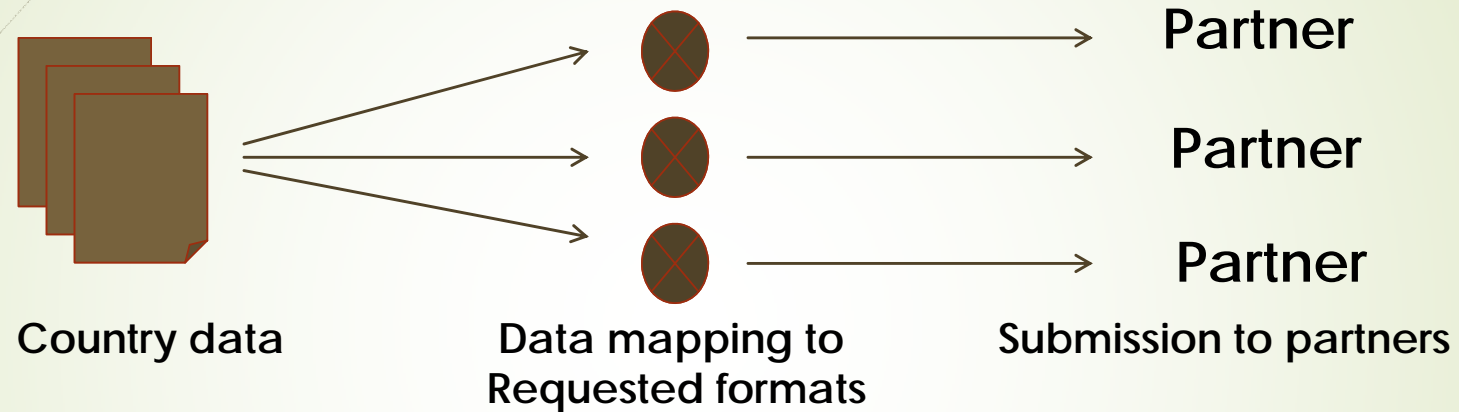 Partner
Partner
Partner
Country data
Data mapping to
Requested formats
Submission to partners